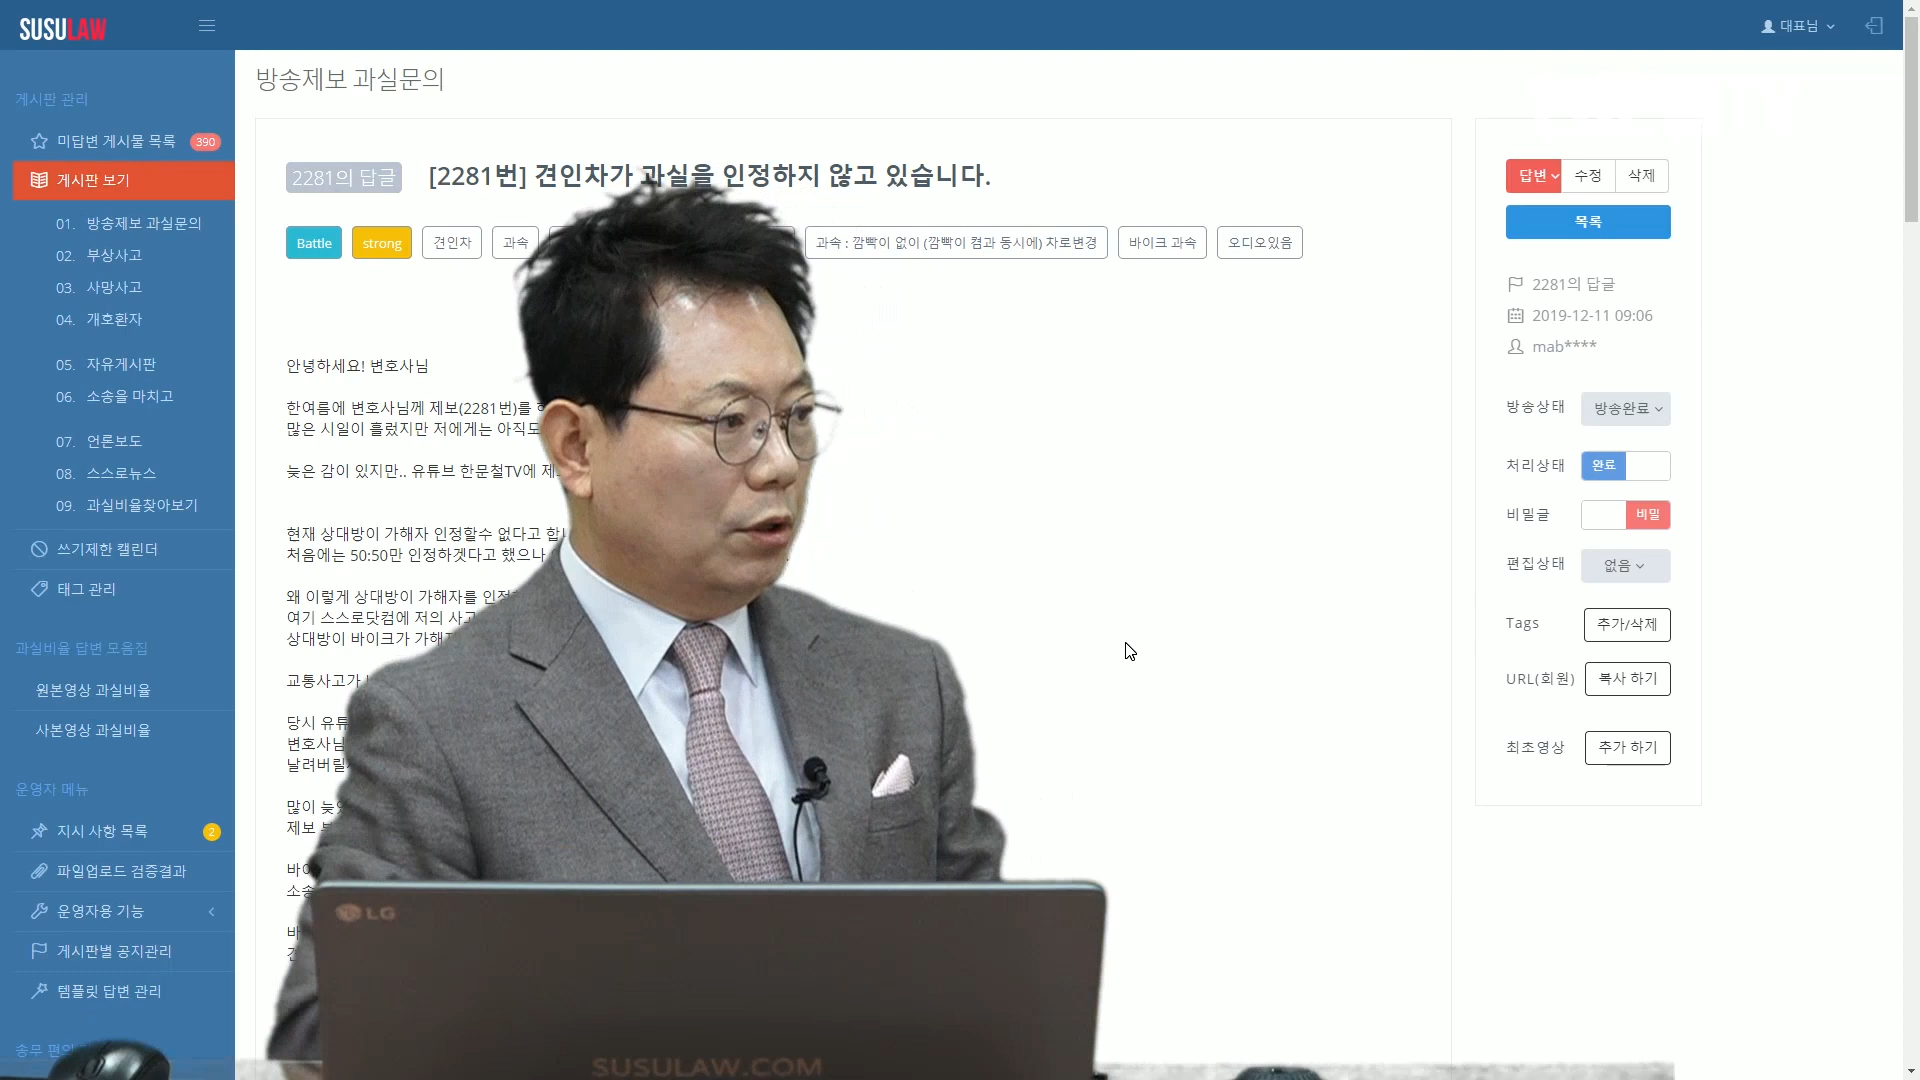 SUSULAW
대표님
게시판 관리
미답변 게시물 목록 390
게시판 보기
01. 방송제보 과실문의
02. 부상사고
03. 사망사고
04. 개호환자
05. 자유게시판
06. 소송을 마치고
07. 언론보도
08. 스스로뉴스
09. 과실비율찾아보기
쓰기제한 캘린더
태그 관리
과실비율 답변 모음집
원본영상 과실비율
사본영상 과실비율
운영자 메뉴
지시 사항 목록 2
파일업로드 검증결과
운영자용 기능
게시판별 공지관리
템플릿 답변 관리
송무 편의
방송제보 과실문의
2281의 답글 [2281번] 견인차가 과실을 인정하지 않고 있습니다.
Battle strong 견인차 과속 과속 : 깜빡이 없이 (깜빡이 켬과 동시에) 차로변경 바이크 과속 오디오있음
안녕하세요! 변호사님
한여름에 변호사님께 제보(2281번)를
많은 시일이 흘렀지만 저에게는 아직도
늦은 감이 있지만.. 유튜브 한문철TV에
현재 상대방이 가해자 인정할수 없다고
처음에는 50:50만 인정하겟다고 했으나
왜 이렇게 상대방이 가해자를
여기 스스로닷컴에 저의
상대방이 바이크가
교통사고가
당시
변호사님
많이
제보
답변 수정 삭제
목록
2281의 답글
2019-12-11 09:06
mab****
방송상태 방송완료
처리상태 완료
비밀글 비밀
편집상태 없음
Tags 추가/삭제
URL(회원) 복사 하기
최초영상 추가 하기
LG
SUSULAW.COM